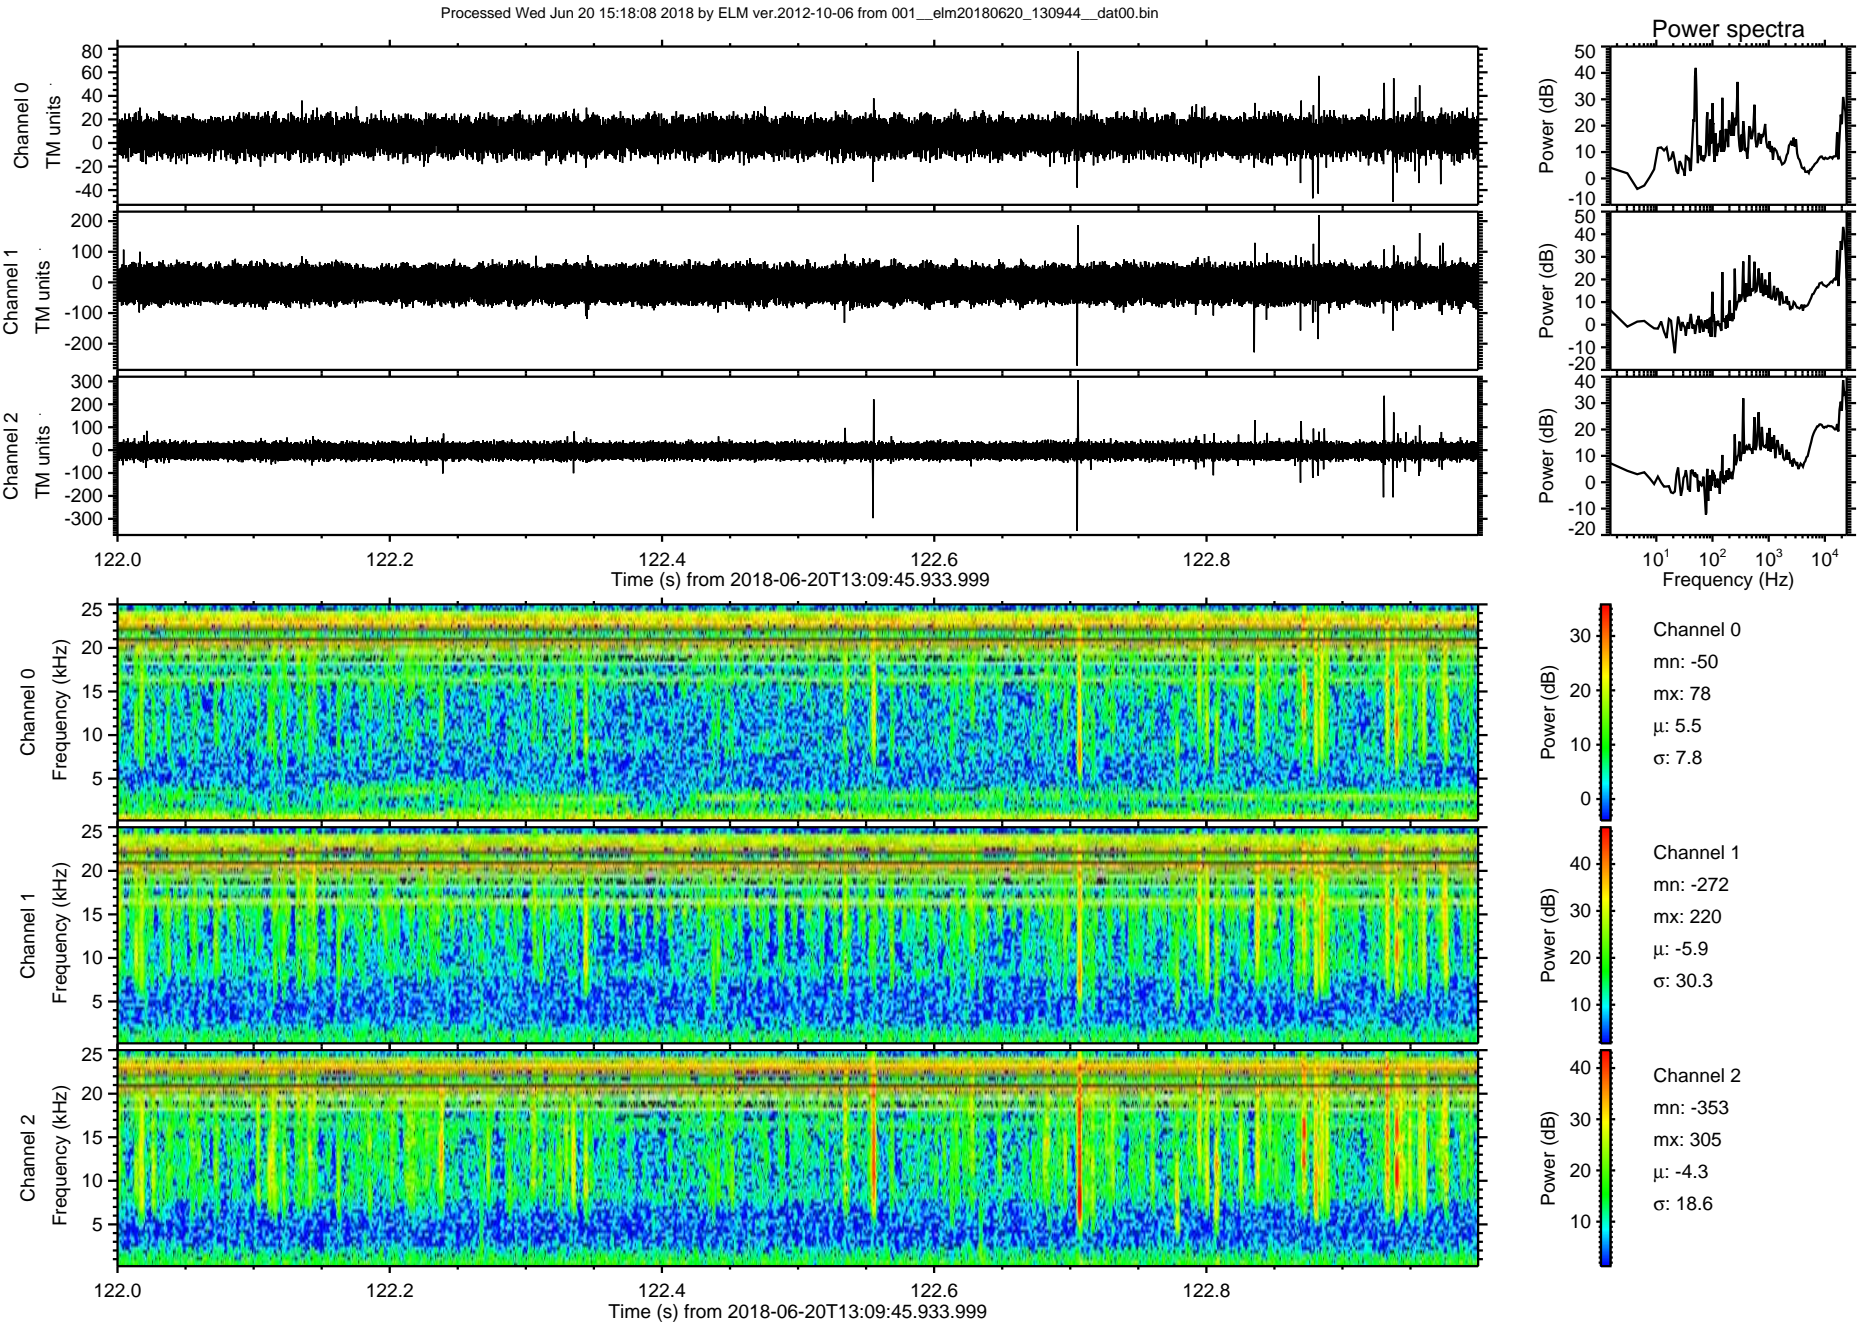 Processed Wed Jun 20 15:18:08 2018 by ELM ver.2012-10-06 from 001__elm20180620_130944__dat00.bin
Power spectra
Channel 0
TM units
80
60
40
20
0
-20
-40
Power (dB)
50
40
30
20
10
0
-10
Channel 1
TM units
200
100
0
-100
-200
Power (dB)
50
40
30
20
10
0
-10
-20
Channel 2
TM units
300
200
100
0
-100
-200
-300
Power (dB)
40
30
20
10
0
-10
-20
122.0 122.2 122.4 122.6 122.8
Time (s) from 2018-06-20T13:09:45.933.999
10¹ 10² 10³ 10⁴
Frequency (Hz)
Channel 0
Frequency (kHz)
25
20
15
10
5
Power (dB)
30
20
10
0
Channel 0
mn: -50
mx: 78
μ: 5.5
σ: 7.8
Channel 1
Frequency (kHz)
25
20
15
10
5
Power (dB)
40
30
20
10
Channel 1
mn: -272
mx: 220
μ: -5.9
σ: 30.3
Channel 2
Frequency (kHz)
25
20
15
10
5
Power (dB)
40
30
20
10
Channel 2
mn: -353
mx: 305
μ: -4.3
σ: 18.6
122.0 122.2 122.4 122.6 122.8
Time (s) from 2018-06-20T13:09:45.933.999